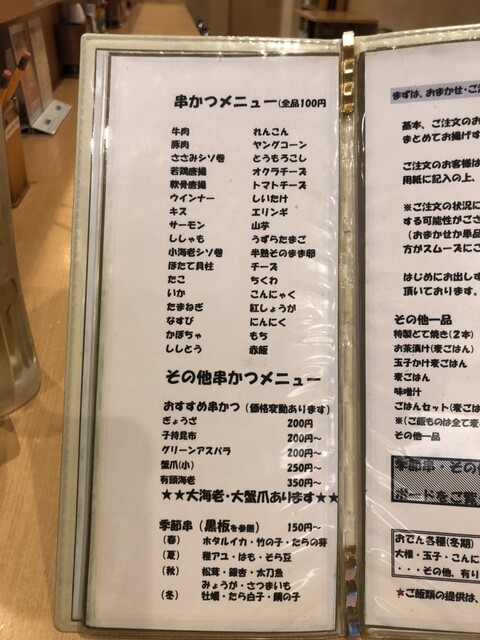 串かつメニュー(全品100円
牛肉 れんこん
豚肉 ヤングコーン
ささみシソ巻 とうもろこし
若鶏唐揚 オクラチーズ
軟骨唐揚 トマトチーズ
ウインナー しいたけ
キス エリンギ
サーモン 山芋
ししゃも うずらたまご
小海老シソ巻 半熟そのまま卵
ほたて貝柱 チーズ
たこ ちくわ
いか こんにゃく
たまねぎ 紅しょうが
なすび にんにく
かぼちゃ もち
ししとう 赤飯
その他串かつメニュー
おすすめ串かつ (価格変動あります)
ぎょうざ 200円
子持昆布 200円～
グリーンアスパラ 200円～
蟹爪(小) 250円～
有頭海老 350円～
★★大海老・大蟹爪あります★★
季節串 (黒板を参照) 150円～
(春) ホタルイカ・竹の子・たらの芽
(夏) 稚アユ・はも・そら豆
(秋) 松茸・銀杏・太刀魚
みょうが・さつまいも
(冬) 牡蠣・たら白子・鯛の子
まずは、おまかせ・ご
基本、ご注文のお
まとめてお揚げす
ご注文のお客様は
用紙に記入の上、
※ご注文の状況に
する可能性がござ
(おまかせか単品
方がスムーズにご
はじめにお出しす
頂いております。
その他一品
特製どて焼き(2本)
お茶漬け(麦ごはん)
玉子かけ麦ごはん
麦ごはん
味噌汁
ごはんセット(麦ごは
※(ご飯ものは全て麦ご
その他一品
季節串・その
ボードをご覧
おでん各種(冬期)
大根・玉子・こんに
・・・その他、有り
★ご飯類の提供は、